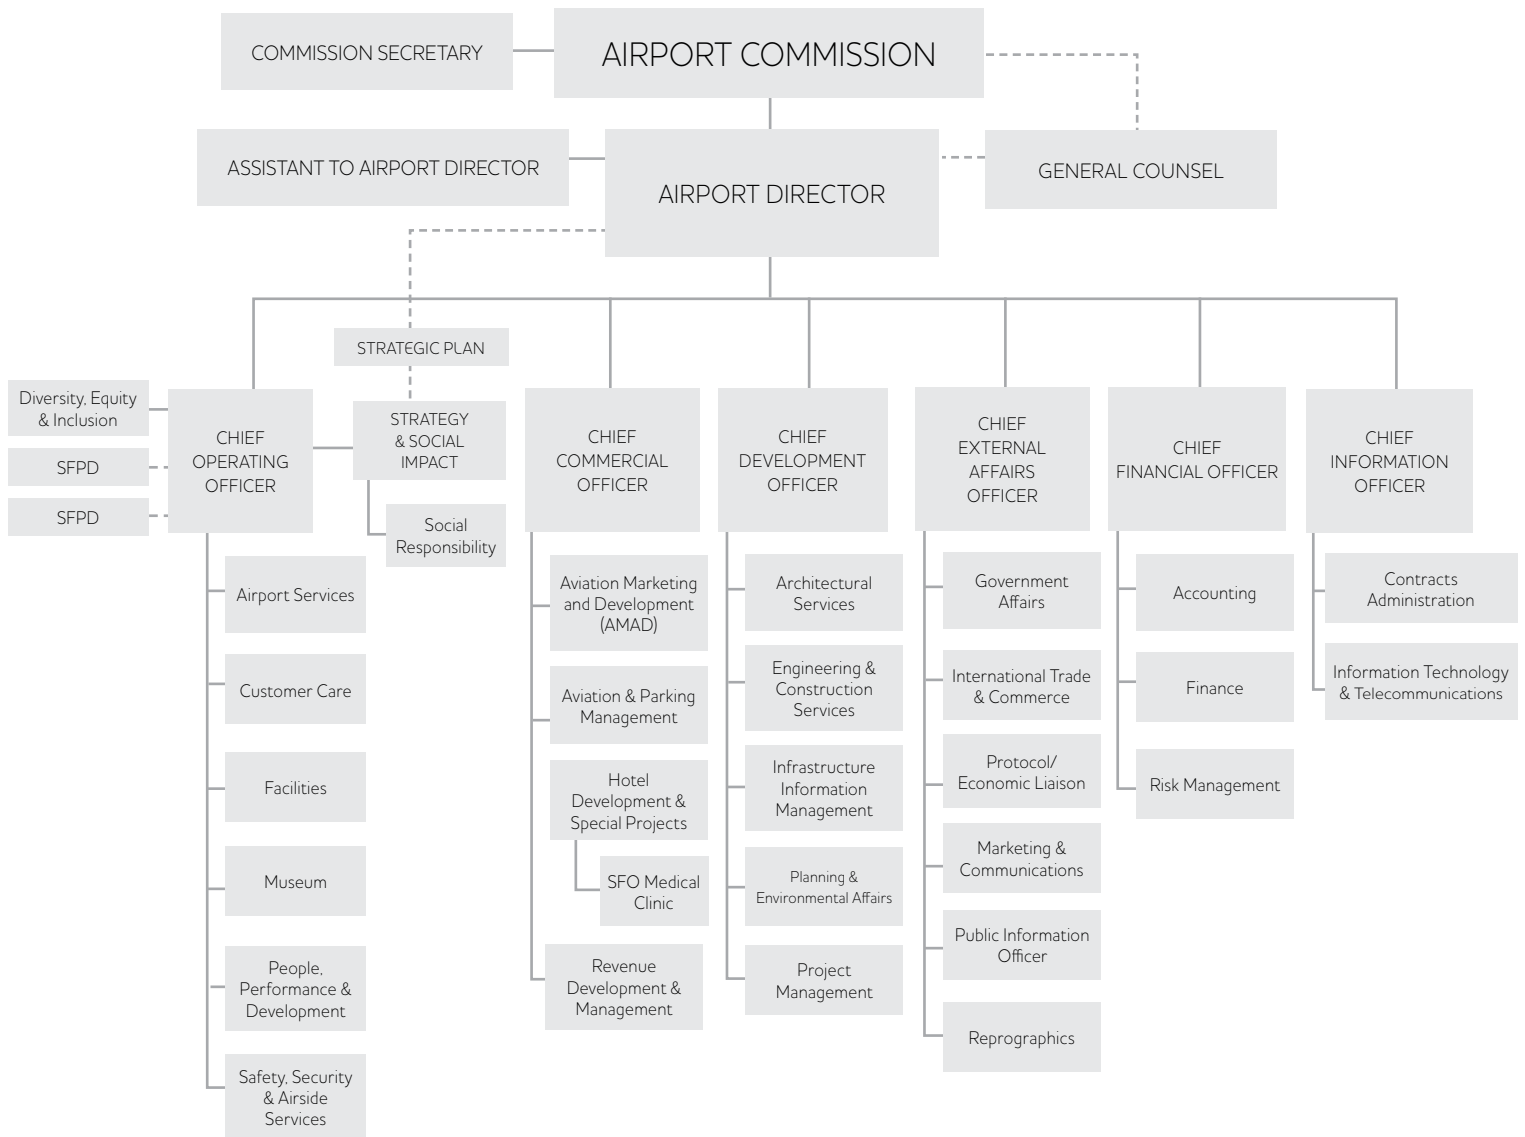 COMMISSION SECRETARY
AIRPORT COMMISSION
ASSISTANT TO AIRPORT DIRECTOR
AIRPORT DIRECTOR
GENERAL COUNSEL
STRATEGIC PLAN
Diversity, Equity
& Inclusion
SFPD
SFPD
CHIEF
OPERATING
OFFICER
STRATEGY
& SOCIAL
IMPACT
Social
Responsibility
CHIEF
COMMERCIAL
OFFICER
CHIEF
DEVELOPMENT
OFFICER
CHIEF
EXTERNAL
AFFAIRS
OFFICER
CHIEF
FINANCIAL OFFICER
CHIEF
INFORMATION
OFFICER
Airport Services
Customer Care
Facilities
Museum
People,
Performance &
Development
Safety, Security
& Airside
Services
Aviation Marketing
and Development
(AMAD)
Aviation & Parking
Management
Hotel
Development &
Special Projects
SFO Medical
Clinic
Revenue
Development &
Management
Architectural
Services
Engineering &
Construction
Services
Infrastructure
Information
Management
Planning &
Environmental Affairs
Project
Management
Government
Affairs
International Trade
& Commerce
Protocol/
Economic Liaison
Marketing &
Communications
Public Information
Officer
Reprographics
Accounting
Finance
Risk Management
Contracts
Administration
Information Technology
& Telecommunications